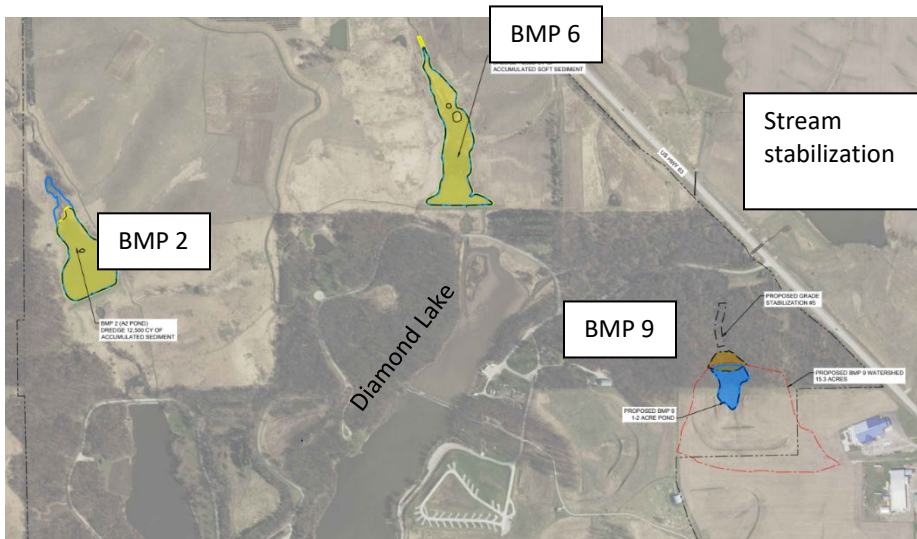 BMP 6
ACCUMULATED SOFT SEDIMENT
Stream
stabilization
US HWY 63
BMP 2
BMP 2 (A2 POND)
DREDGE 12,500 CY OF
ACCUMULATED SEDIMENT
Diamond Lake
BMP 9
PROPOSED GRADE
STABILIZATION #5
PROPOSED BMP 9 WATERSHED
15.3 ACRES
PROPOSED BMP 9
1-2 ACRE POND